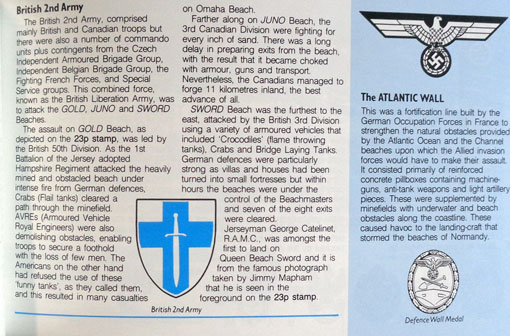 British 2nd Army
The British 2nd Army, comprised
mainly British and Canadian troops but
there were also a number of commando
units plus contingents from the Czech
Independent Armoured Brigade Group,
Independent Belgian Brigade Group, the
Fighting French Forces, and Special
Service groups. This combined force,
known as the British Liberation Army, was
to attack the GOLD, JUNO and SWORD
Beaches.
The assault on GOLD Beach, as
depicted on the 23p stamp, was led by
the British 50th Division. As the 1st
Battalion of the Jersey adopted
Hampshire Regiment attacked the heavily
mined and obstacled beach under
intense fire from German defences,
Crabs (Flail tanks) cleared a
path through the minefield.
AVREs (Armoured Vehicle
Royal Engineers) were also
demolishing obstacles, enabling
troops to secure a foothold
with the loss of few men. The
Americans on the other hand
had refused the use of these
'funny tanks', as they called them,
and this resulted in many casualties
on Omaha Beach.
Farther along on JUNO Beach, the
3rd Canadian Division were fighting for
every inch of sand. There was a long
delay in preparing exits from the beach,
with the result that it became choked
with armour, guns and transport.
Nevertheless, the Canadians managed to
forge 11 kilometres inland, the best
advance of all.
SWORD Beach was the furthest to the
east, attacked by the British 3rd Division
using a variety of armoured vehicles that
included 'Crocodiles' (flame throwing
tanks), Crabs and Bridge Laying Tanks.
German defences were particularly
strong as villas and houses had been
turned into small fortresses but within
hours the beaches were under the
control of the Beachmasters
and seven of the eight exits
were cleared.
Jerseyman George Catelinet,
R.A.M.C., was amongst the
first to land on
Queen Beach Sword and it is
from the famous photograph
taken by Jimmy Mapham
that he is seen in the
foreground on the 23p stamp.
British 2nd Army
The ATLANTIC WALL
This was a fortification line built by the
German Occupation Forces in France to
strengthen the natural obstacles provided
by the Atlantic Ocean and the Channel
beaches upon which the Allied invasion
forces would have to make their assault.
It consisted primarily of reinforced
concrete pillboxes containing machine-
guns, anti-tank weapons and light artillery
pieces. These were supplemented by
minefields with underwater and beach
obstacles along the coastline. These
caused havoc to the landing-craft that
stormed the beaches of Normandy.
Defence Wall Medal